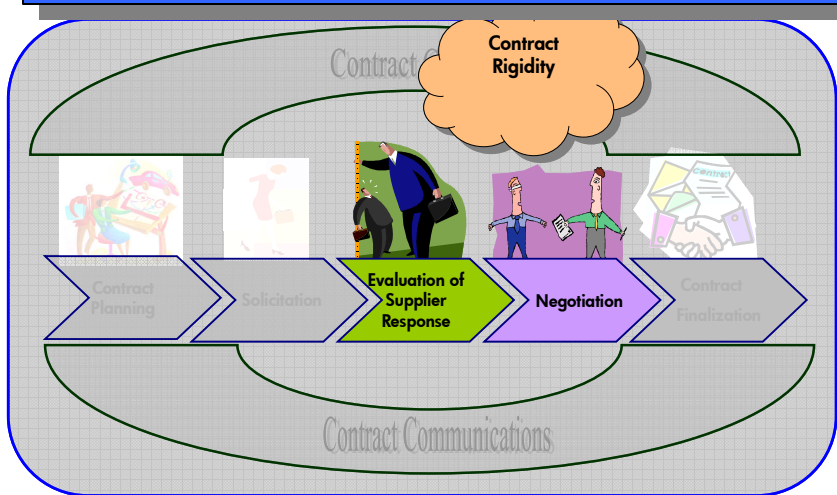 Contract
Rigidity
Contract
Contract
Planning
Solicitation
Evaluation of
Supplier
Response
Negotiation
Contract
Finalization
Contract Communications